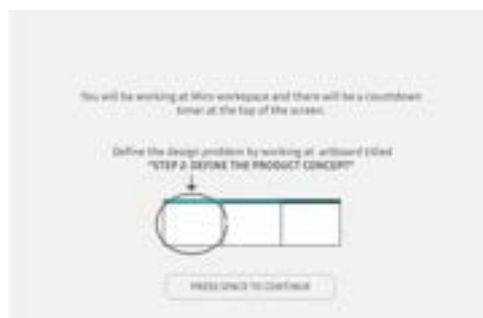 You will be working at Miro workspace and there will be a countdown
timer at the top of the screen.
Define the design problem by working at artboard titled
"STEP 2: DEFINE THE PRODUCT CONCEPT"
PRESS SPACE TO CONTINUE